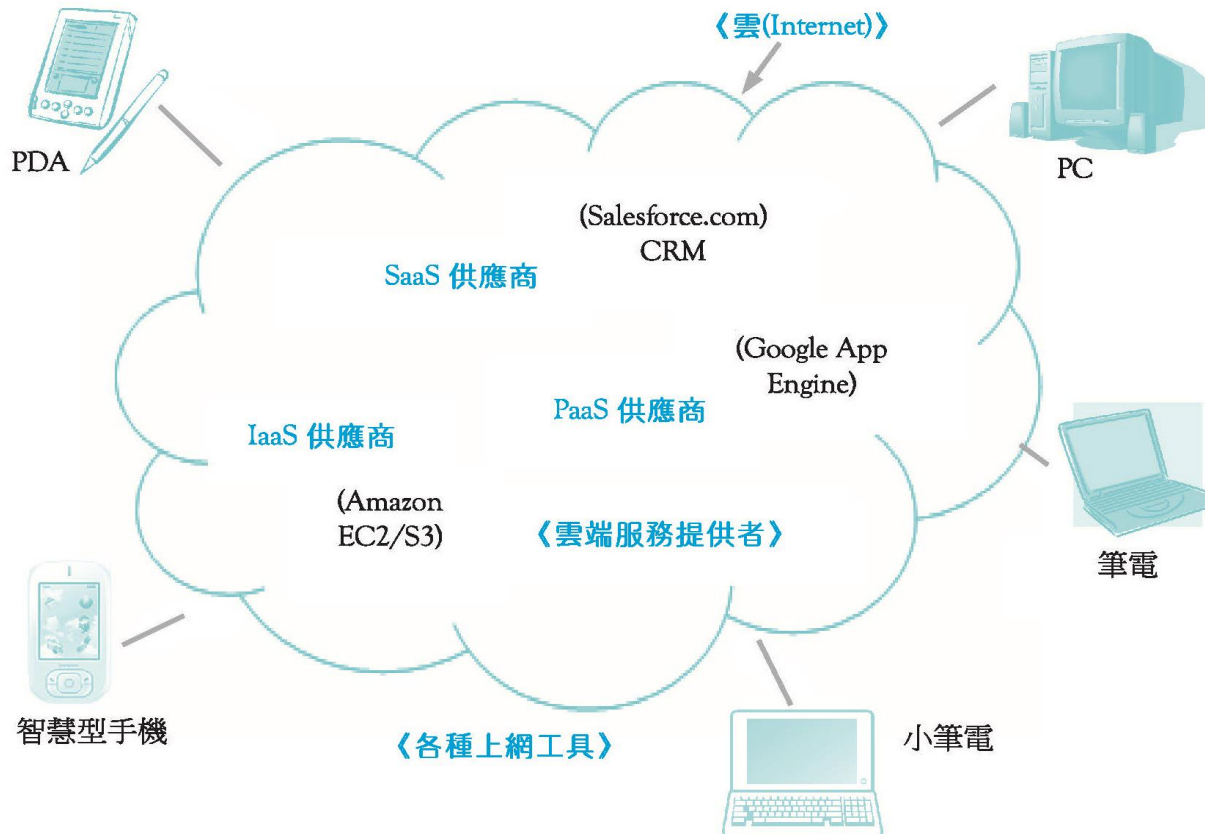 《雲(Internet)》
PDA
PC
(Salesforce.com)
CRM
SaaS 供應商
(Google App
Engine)
PaaS 供應商
IaaS 供應商
(Amazon
EC2/S3)
《雲端服務提供者》
筆電
智慧型手機
《各種上網工具》
小筆電